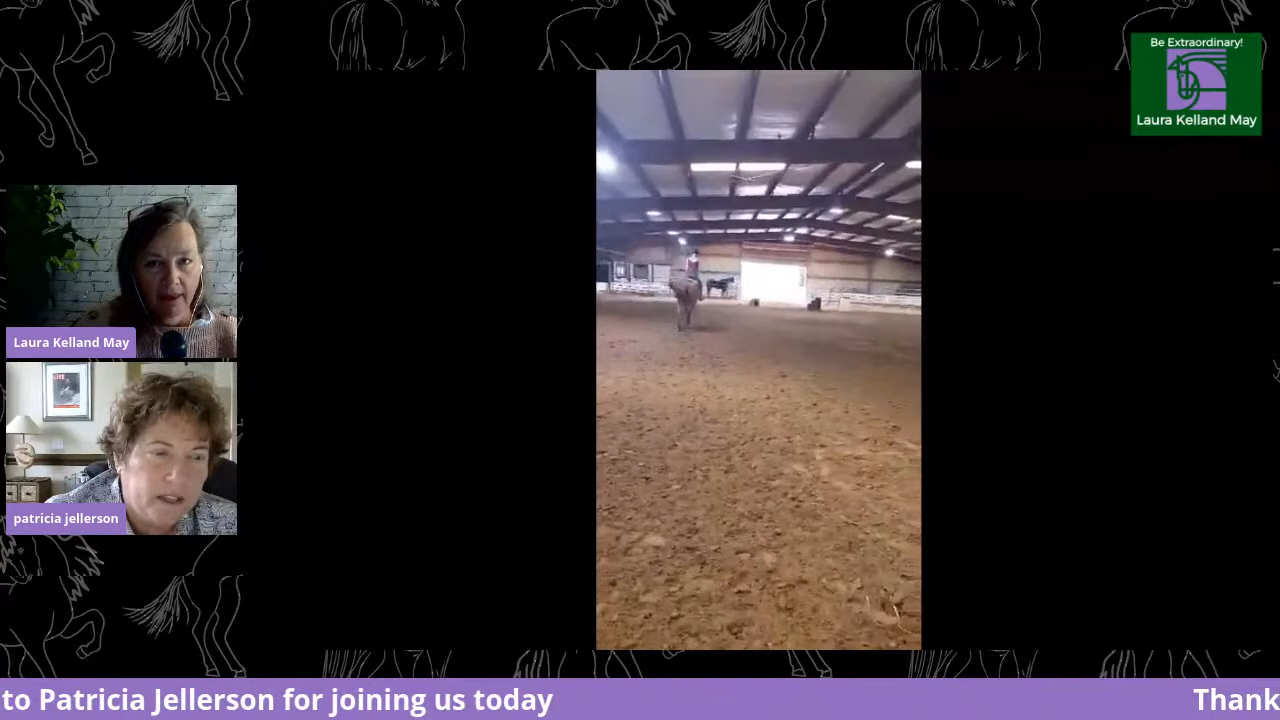 Be Extraordinary!
Laura Kelland May
Laura Kelland May
patricia jellerson
to Patricia Jellerson for joining us today
Thank